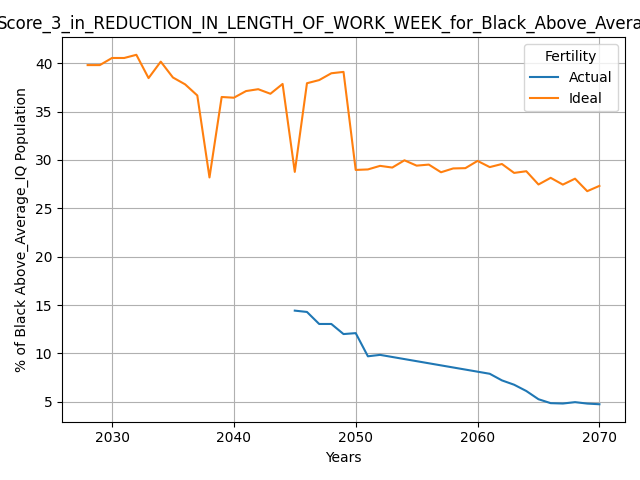 Score_3_in_REDUCTION_IN_LENGTH_OF_WORK_WEEK_for_Black_Above_Avera
% of Black Above_Average_IQ Population
40
35
30
25
20
15
10
5
Fertility
Actual
Ideal
2030 2040 2050 2060 2070
Years